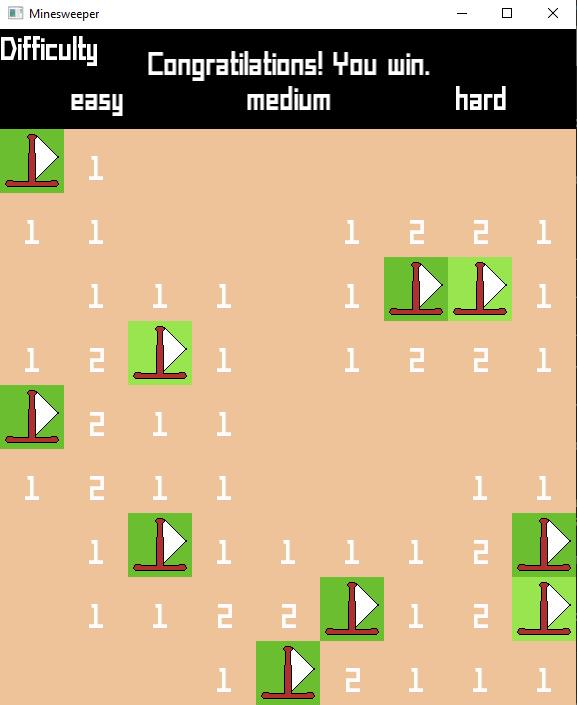 Minesweeper
Difficulty
Congratilations! You win.
easy medium hard
1
1 1 1 2 2 1
1 1 1 1 1
1 2 1 1 2 2 1
2 1 1
1 2 1 1 1 1
1 1 1 1 1 2
1 1 2 2 1 2
1 2 1 1 1